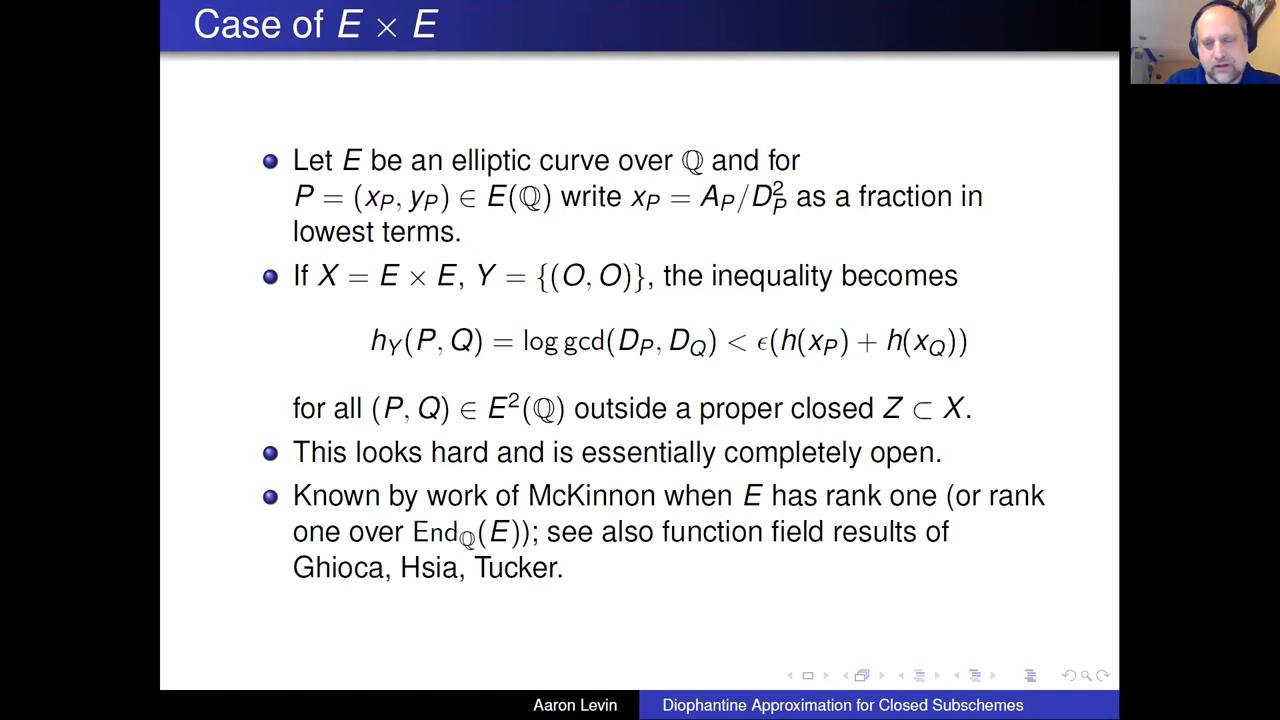 Case of E × E
Let E be an elliptic curve over ℚ and for
P = (x_P, y_P) ∈ E(ℚ) write x_P = A_P/D_P^2 as a fraction in
lowest terms.
If X = E × E, Y = {(O, O)}, the inequality becomes
h_Y(P, Q) = log gcd(D_P, D_Q) < ϵ(h(x_P) + h(x_Q))
for all (P, Q) ∈ E^2(ℚ) outside a proper closed Z ⊂ X.
This looks hard and is essentially completely open.
Known by work of McKinnon when E has rank one (or rank
one over End_ℚ(E)); see also function field results of
Ghioca, Hsia, Tucker.
Aaron Levin Diophantine Approximation for Closed Subschemes